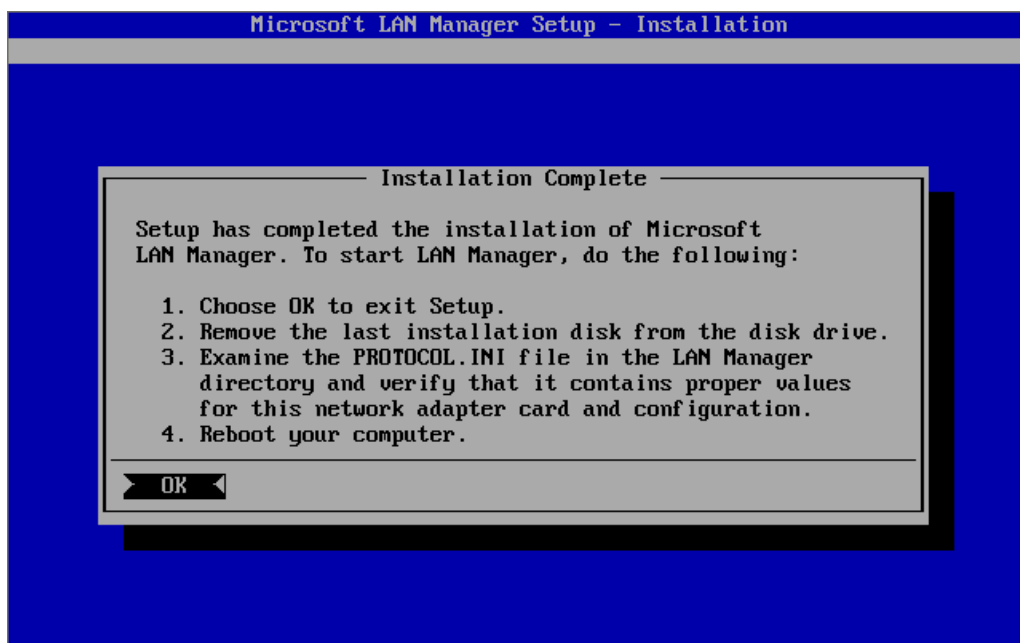 Microsoft LAN Manager Setup - Installation
Installation Complete
Setup has completed the installation of Microsoft
LAN Manager. To start LAN Manager, do the following:
1. Choose OK to exit Setup.
2. Remove the last installation disk from the disk drive.
3. Examine the PROTOCOL.INI file in the LAN Manager
directory and verify that it contains proper values
for this network adapter card and configuration.
4. Reboot your computer.
OK